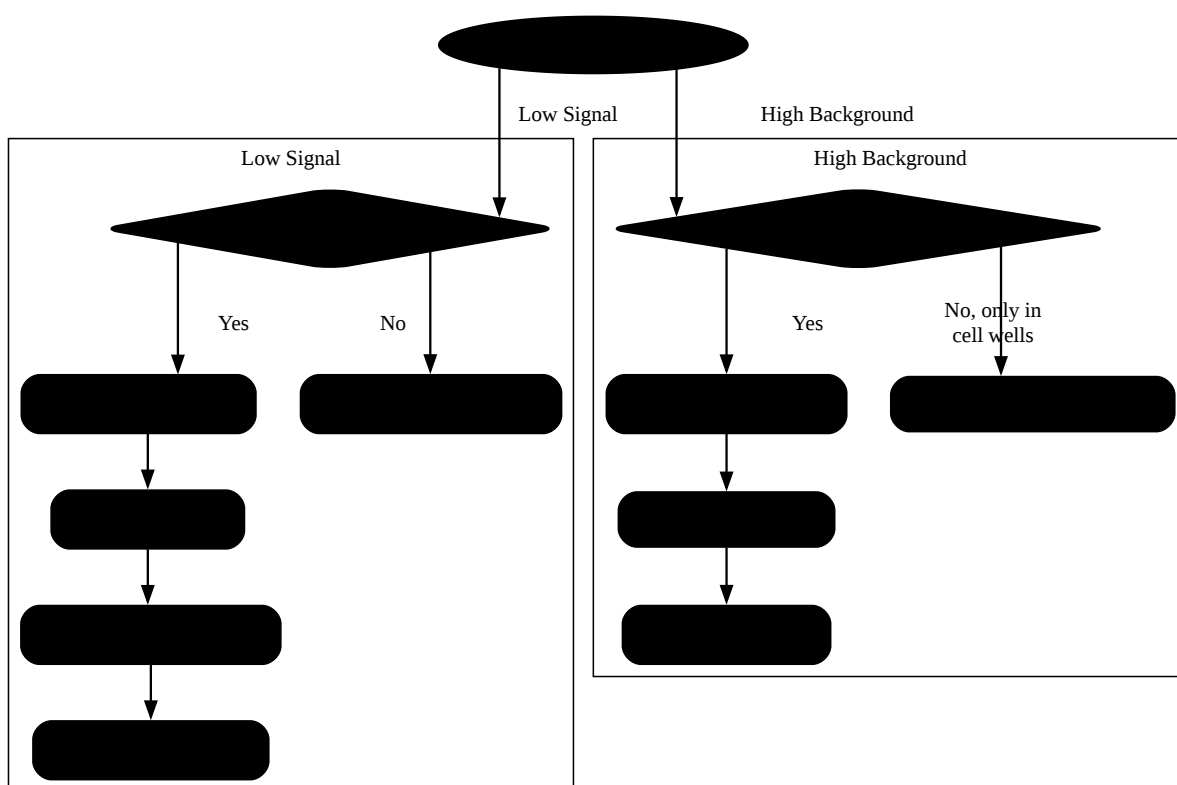 Low Signal
High Background
Low Signal
High Background
Yes
No
Yes
No, only in
cell wells